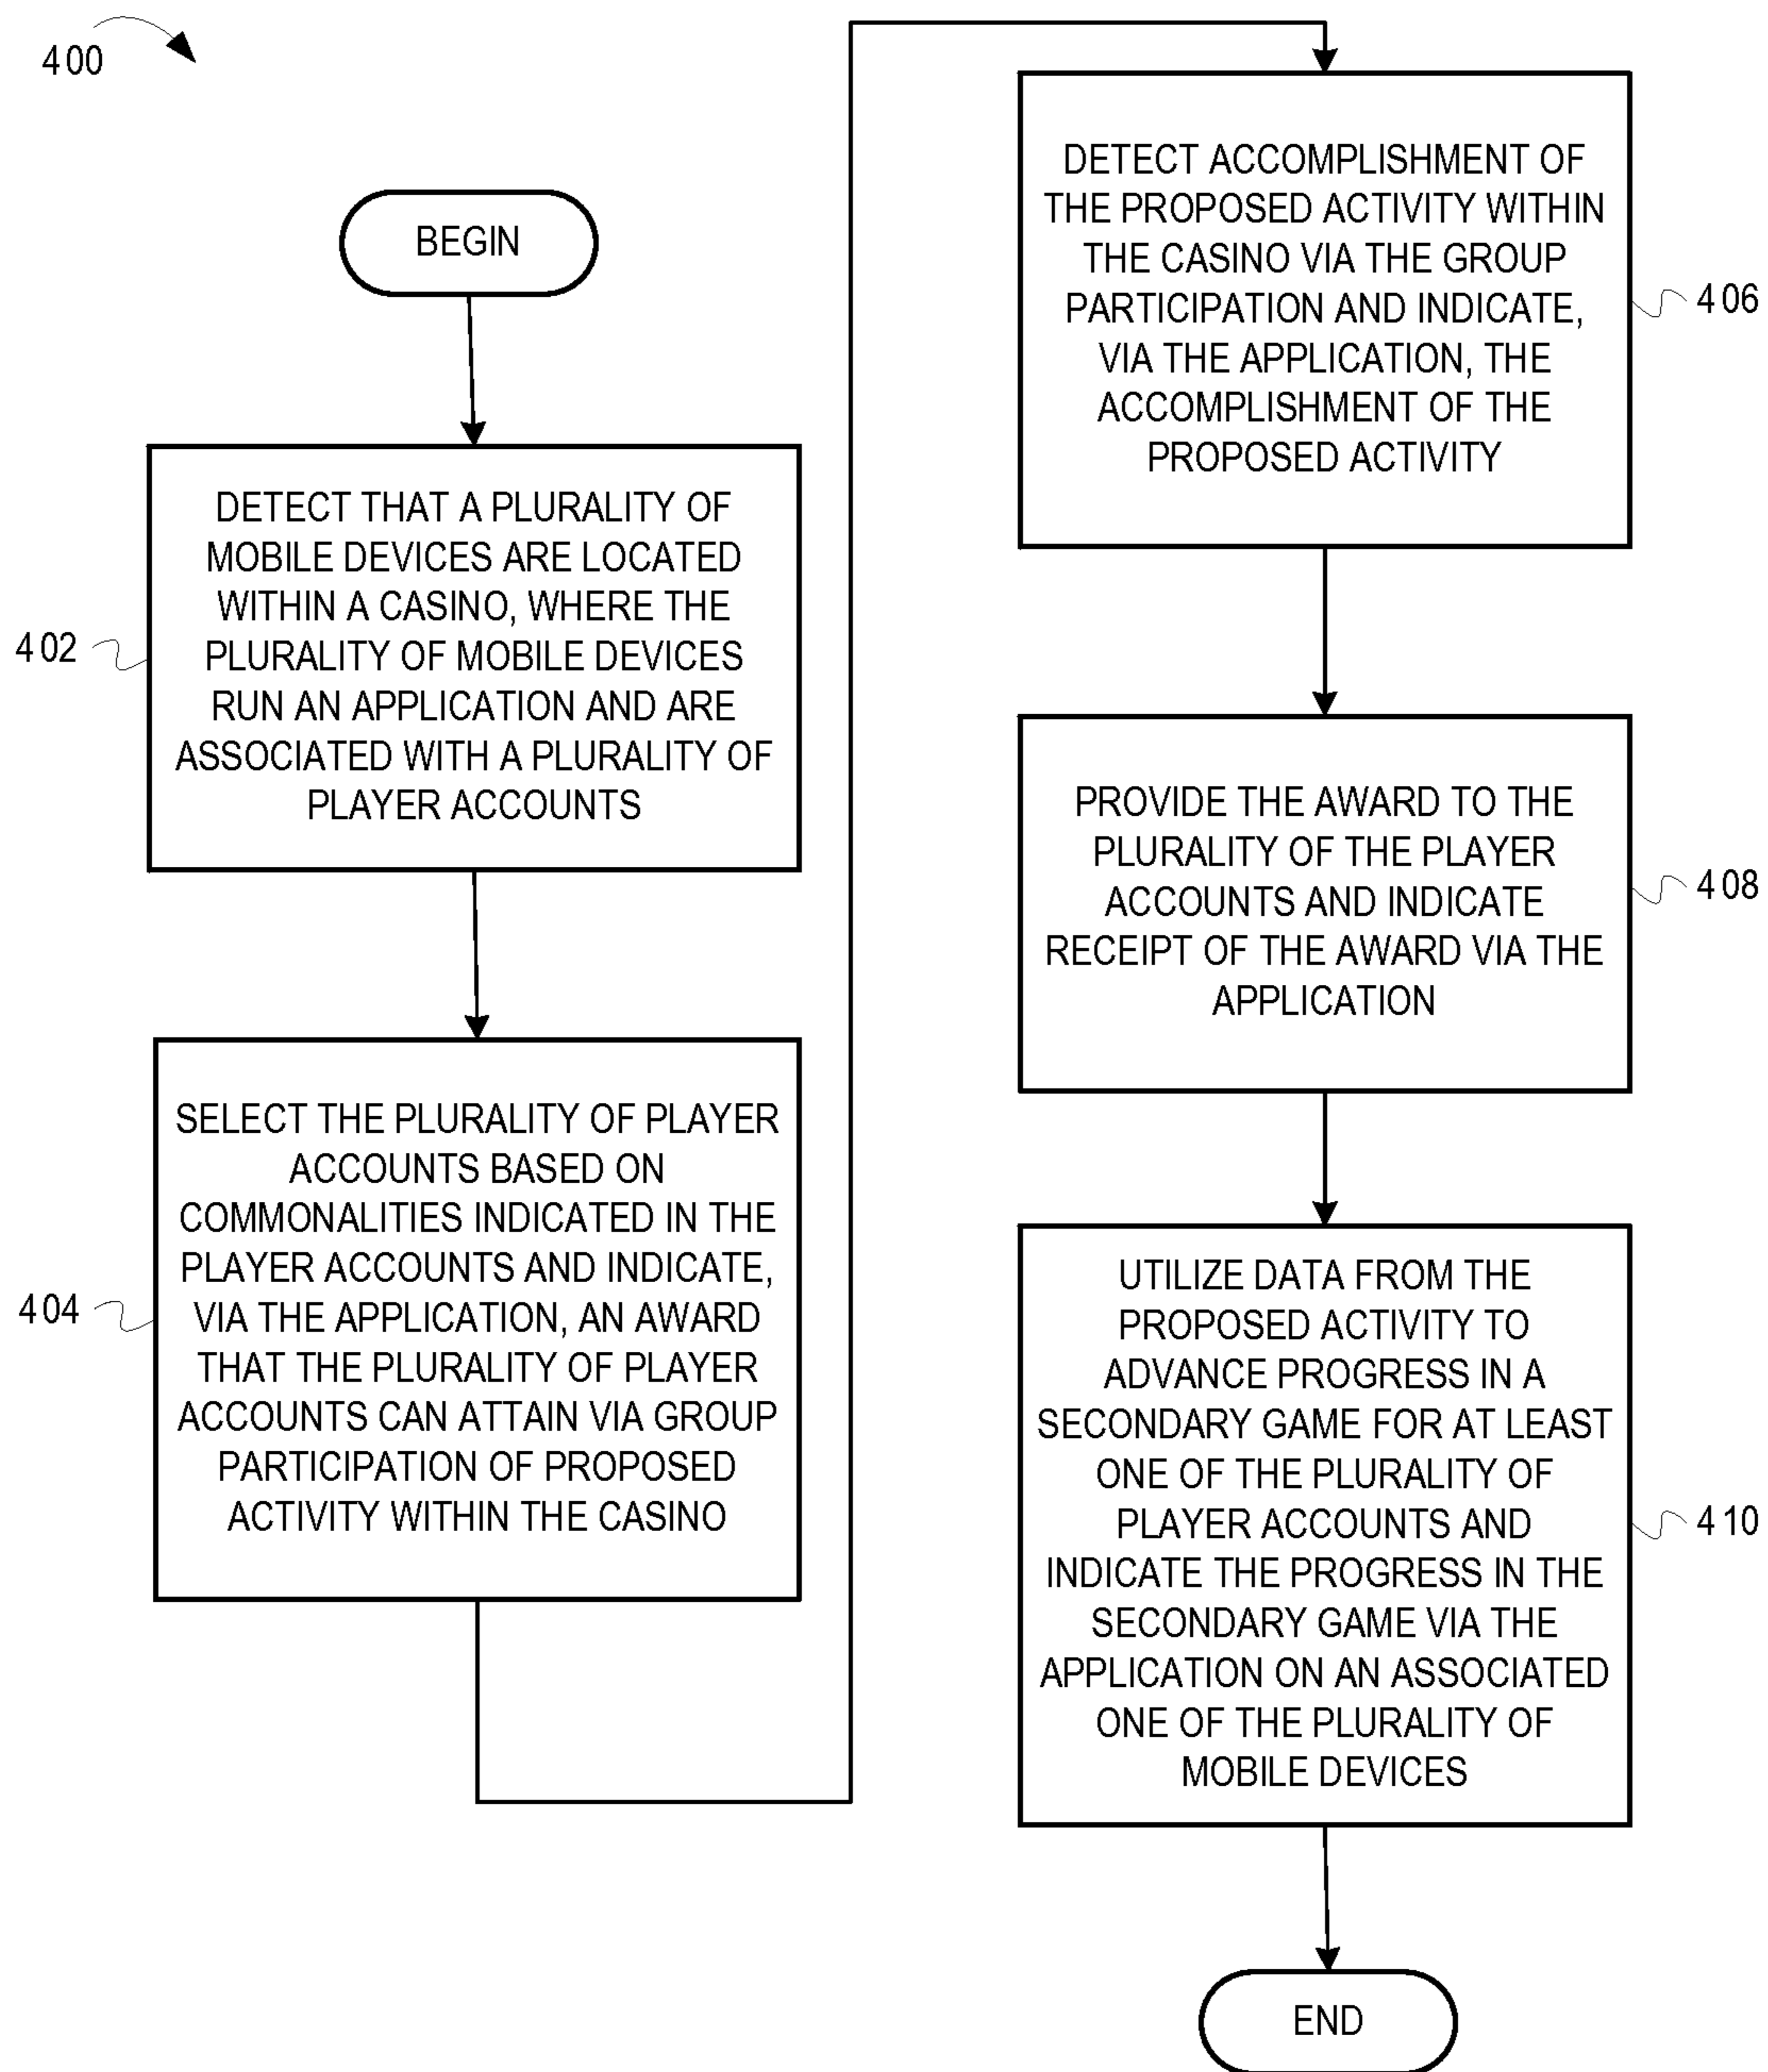 400
BEGIN
402
DETECT THAT A PLURALITY OF
MOBILE DEVICES ARE LOCATED
WITHIN A CASINO, WHERE THE
PLURALITY OF MOBILE DEVICES
RUN AN APPLICATION AND ARE
ASSOCIATED WITH A PLURALITY OF
PLAYER ACCOUNTS
404
SELECT THE PLURALITY OF PLAYER
ACCOUNTS BASED ON
COMMONALITIES INDICATED IN THE
PLAYER ACCOUNTS AND INDICATE,
VIA THE APPLICATION, AN AWARD
THAT THE PLURALITY OF PLAYER
ACCOUNTS CAN ATTAIN VIA GROUP
PARTICIPATION OF PROPOSED
ACTIVITY WITHIN THE CASINO
DETECT ACCOMPLISHMENT OF
THE PROPOSED ACTIVITY WITHIN
THE CASINO VIA THE GROUP
PARTICIPATION AND INDICATE,
VIA THE APPLICATION, THE
ACCOMPLISHMENT OF THE
PROPOSED ACTIVITY
406
PROVIDE THE AWARD TO THE
PLURALITY OF THE PLAYER
ACCOUNTS AND INDICATE
RECEIPT OF THE AWARD VIA THE
APPLICATION
408
UTILIZE DATA FROM THE
PROPOSED ACTIVITY TO
ADVANCE PROGRESS IN A
SECONDARY GAME FOR AT LEAST
ONE OF THE PLURALITY OF
PLAYER ACCOUNTS AND
INDICATE THE PROGRESS IN THE
SECONDARY GAME VIA THE
APPLICATION ON AN ASSOCIATED
ONE OF THE PLURALITY OF
MOBILE DEVICES
410
END